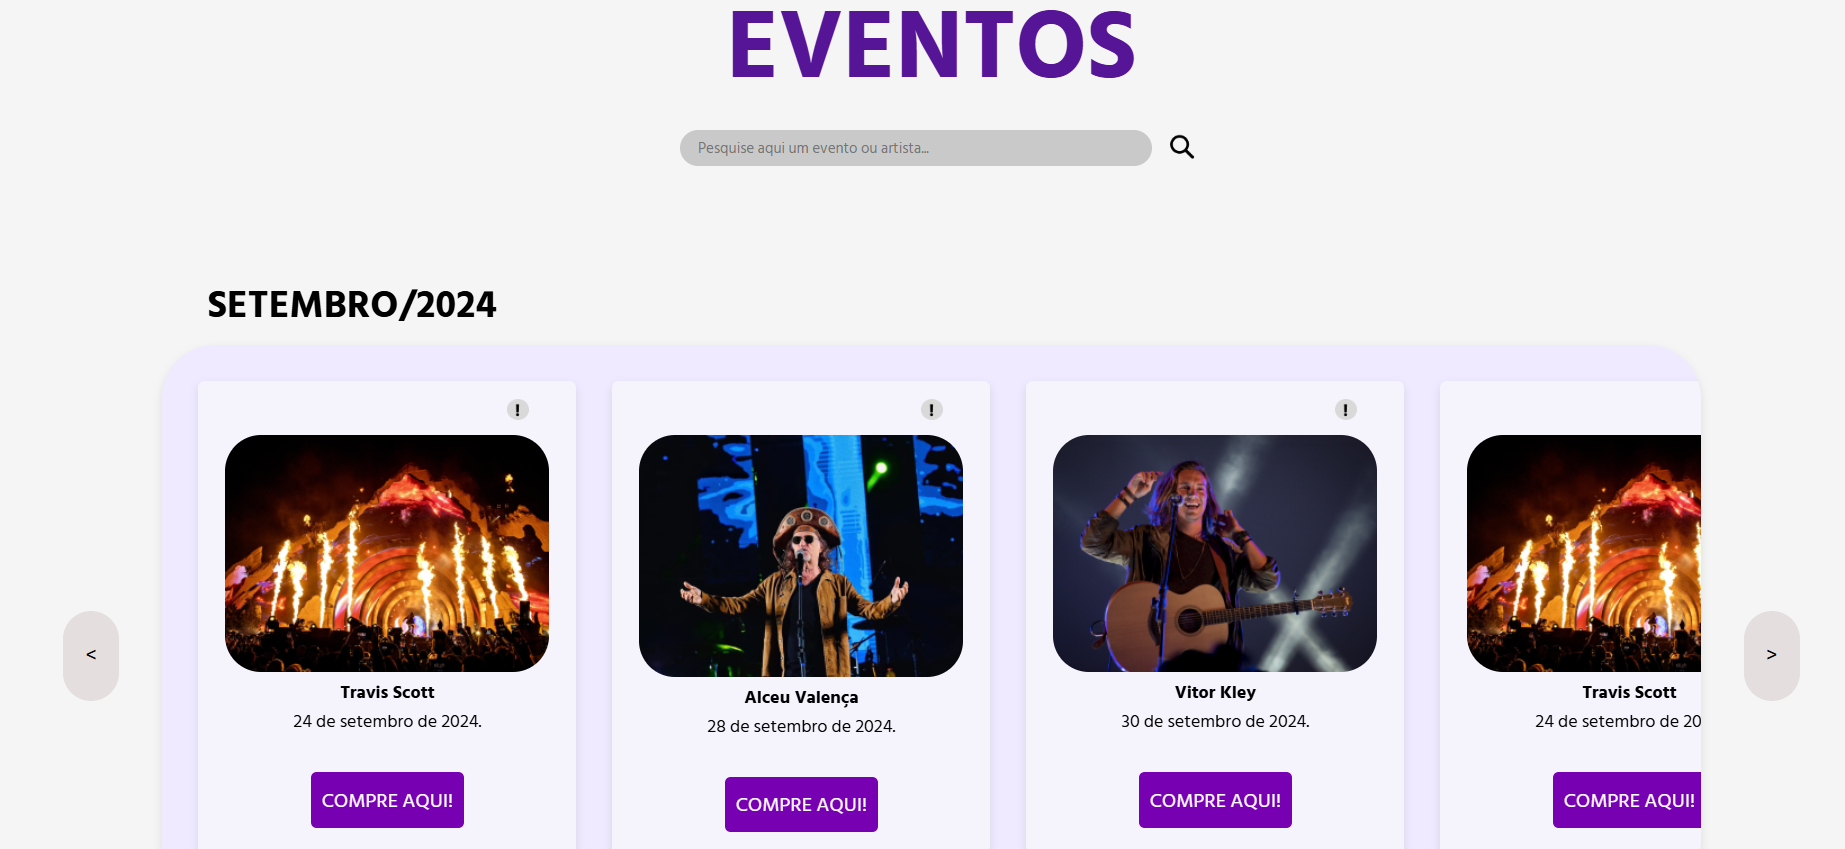 EVENTOS
Pesquise aqui um evento ou artista...
SETEMBRO/2024
! ! !
< >
Travis Scott
24 de setembro de 2024.
COMPRE AQUI!
Alceu Valença
28 de setembro de 2024.
COMPRE AQUI!
Vitor Kley
30 de setembro de 2024.
COMPRE AQUI!
Travis Scott
24 de setembro de 20
COMPRE AQUI!